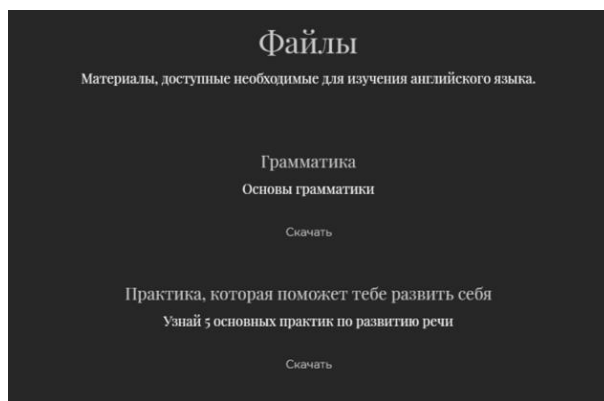 Файлы
Материалы, доступные необходимые для изучения английского языка.
Грамматика
Основы грамматики
Скачать
Практика, которая поможет тебе развить себя
Узнай 5 основных практик по развитию речи
Скачать